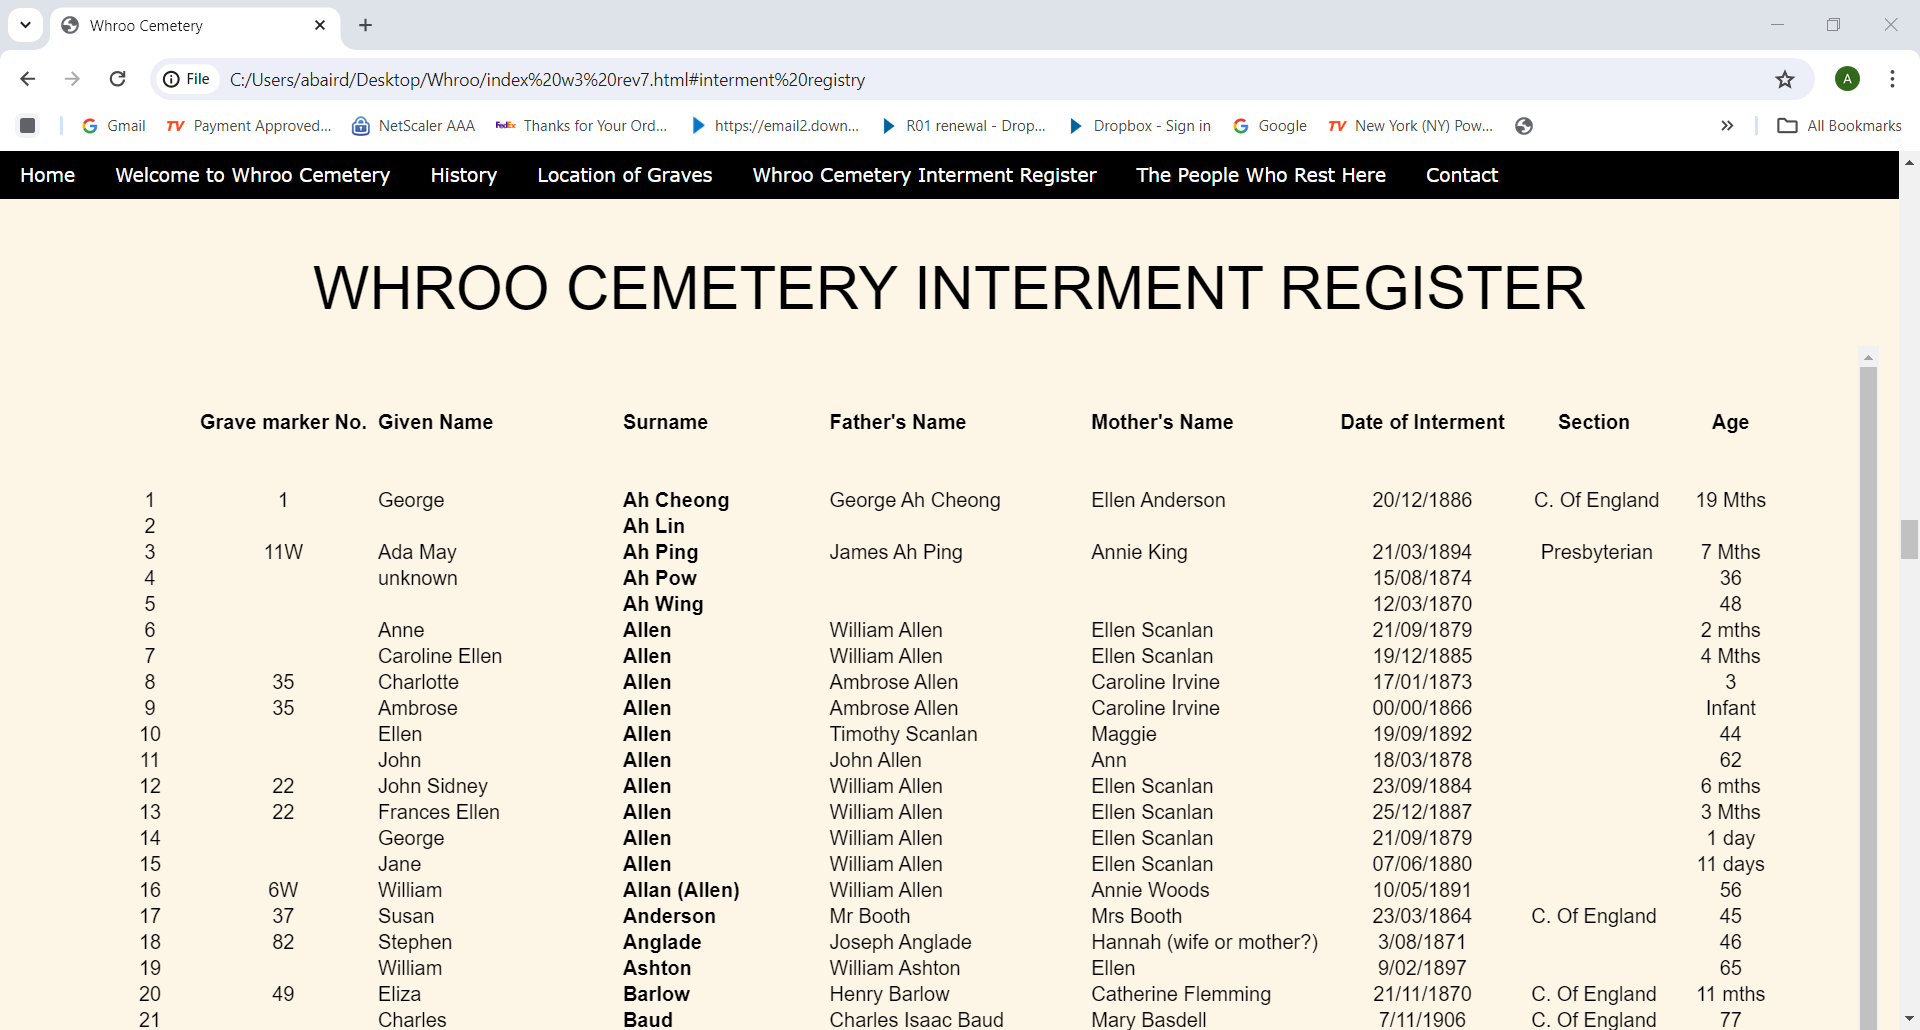 Whroo Cemetery
File C:/Users/abaird/Desktop/Whroo/index%20w3%20rev7.html#interment%20registry A
Gmail TV Payment Approved... NetScaler AAA FedEx Thanks for Your Ord... https://email2.down... R01 renewal - Drop... Dropbox - Sign in Google TV New York (NY) Pow... All Bookmarks
Home Welcome to Whroo Cemetery History Location of Graves Whroo Cemetery Interment Register The People Who Rest Here Contact
WHROO CEMETERY INTERMENT REGISTER
Grave marker No. Given Name Surname Father's Name Mother's Name Date of Interment Section Age
1 1 George Ah Cheong George Ah Cheong Ellen Anderson 20/12/1886 C. Of England 19 Mths
2 Ah Lin
3 11W Ada May Ah Ping James Ah Ping Annie King 21/03/1894 Presbyterian 7 Mths
4 unknown Ah Pow 15/08/1874 36
5 Ah Wing 12/03/1870 48
6 Anne Allen William Allen Ellen Scanlan 21/09/1879 2 mths
7 Caroline Ellen Allen William Allen Ellen Scanlan 19/12/1885 4 Mths
8 35 Charlotte Allen Ambrose Allen Caroline Irvine 17/01/1873 3
9 35 Ambrose Allen Ambrose Allen Caroline Irvine 00/00/1866 Infant
10 Ellen Allen Timothy Scanlan Maggie 19/09/1892 44
11 John Allen John Allen Ann 18/03/1878 62
12 22 John Sidney Allen William Allen Ellen Scanlan 23/09/1884 6 mths
13 22 Frances Ellen Allen William Allen Ellen Scanlan 25/12/1887 3 Mths
14 George Allen William Allen Ellen Scanlan 21/09/1879 1 day
15 Jane Allen William Allen Ellen Scanlan 07/06/1880 11 days
16 6W William Allan (Allen) William Allen Annie Woods 10/05/1891 56
17 37 Susan Anderson Mr Booth Mrs Booth 23/03/1864 C. Of England 45
18 82 Stephen Anglade Joseph Anglade Hannah (wife or mother?) 3/08/1871 46
19 William Ashton William Ashton Ellen 9/02/1897 65
20 49 Eliza Barlow Henry Barlow Catherine Flemming 21/11/1870 C. Of England 11 mths
21 Charles Baud Charles Isaac Baud Mary Basdell 7/11/1906 C. Of England 77